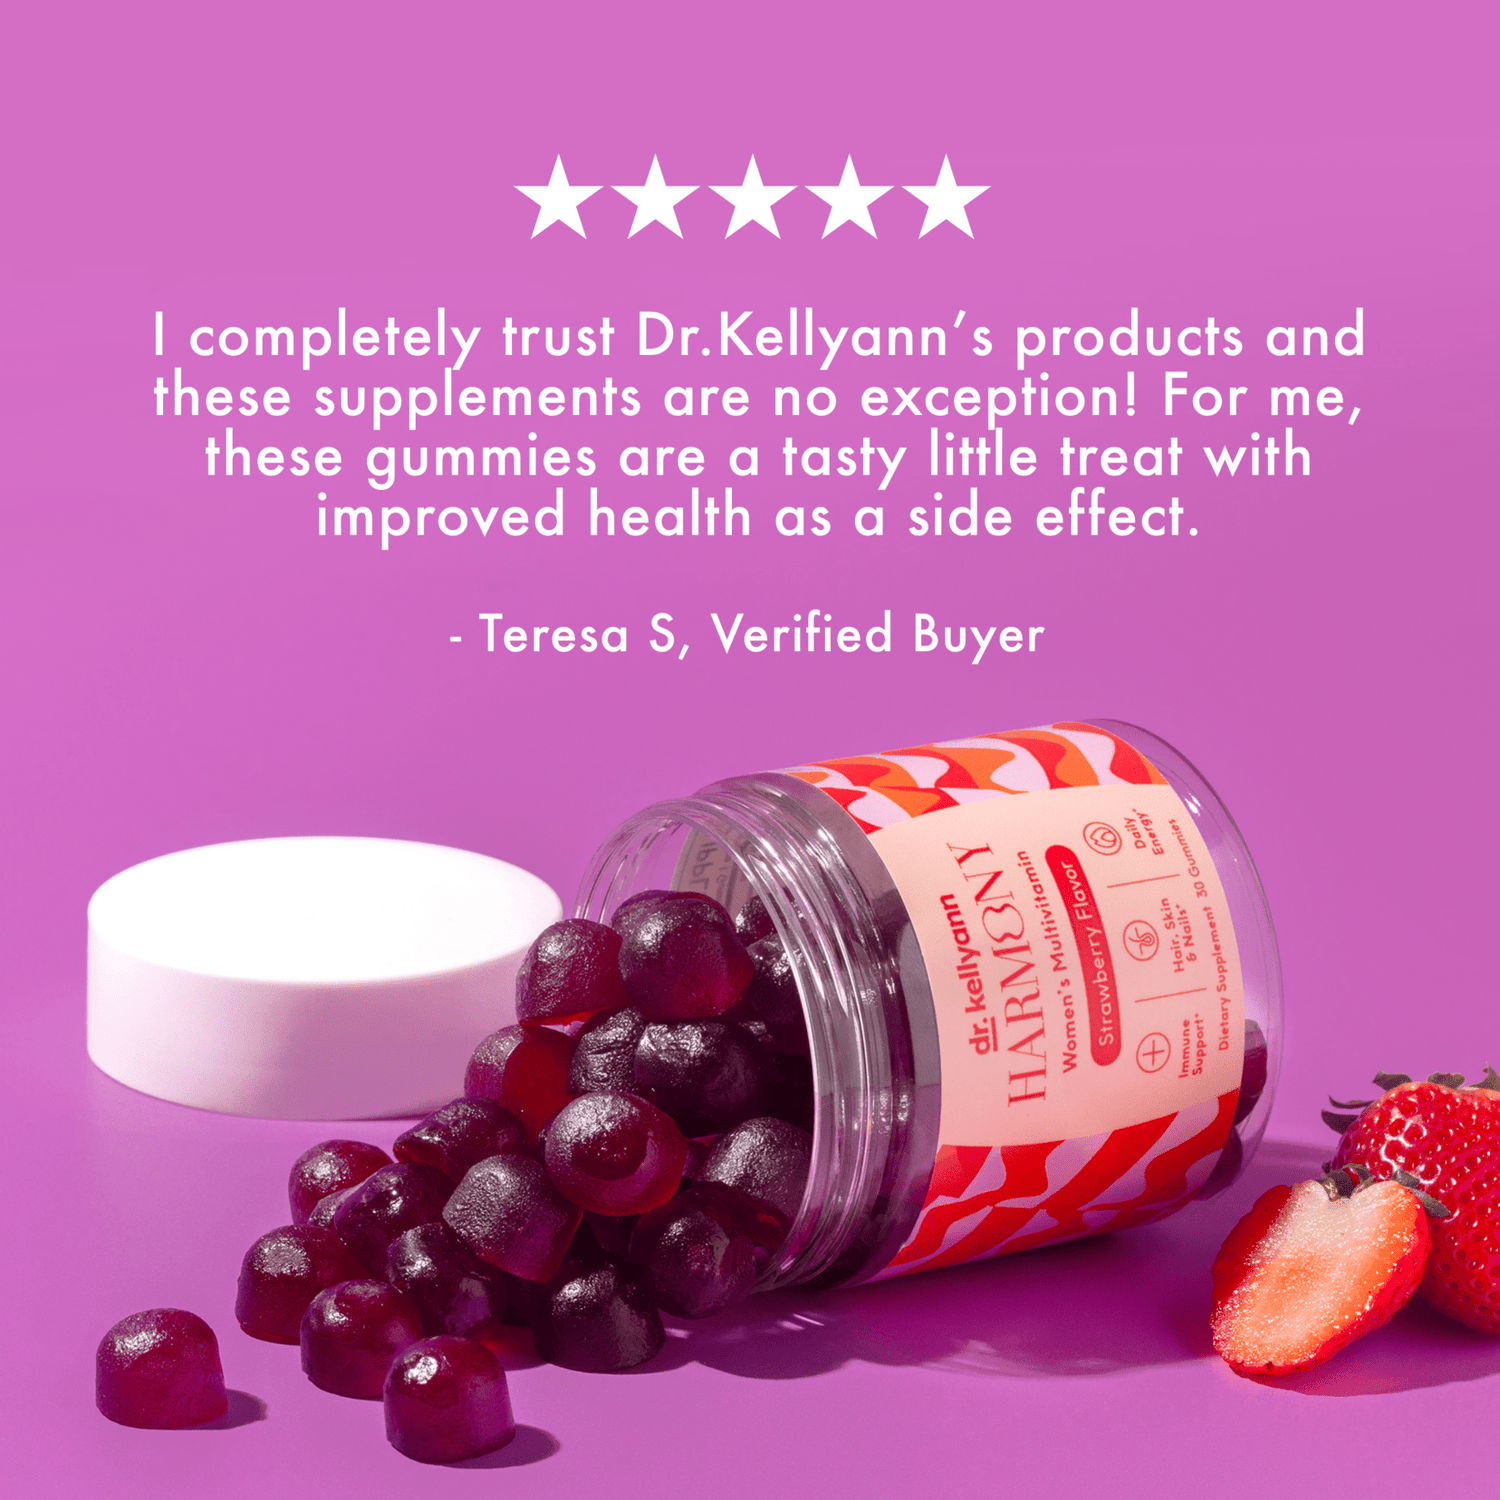 I completely trust Dr.Kellyann’s products and
these supplements are no exception! For me,
these gummies are a tasty little treat with
improved health as a side effect.
- Teresa S, Verified Buyer
dr. kellyann
HARMONY
Women's Multivitamin
Strawberry Flavor
Immune
Support*
Hair, Skin
& Nails*
Daily
Energy*
Dietary Supplement 30 Gummies